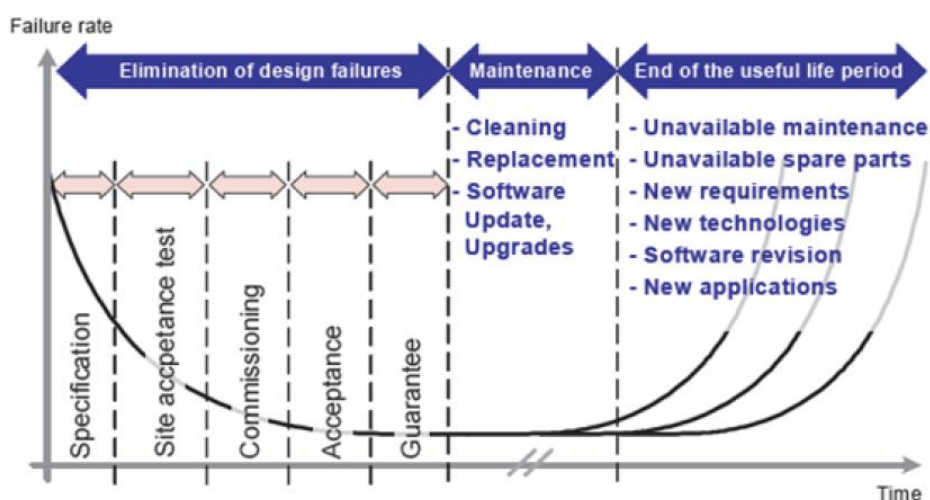 Failure rate
Elimination of design failures
Maintenance
End of the useful life period
- Cleaning
- Replacement
- Software
Update,
Upgrades
- Unavailable maintenance
- Unavailable spare parts
- New requirements
- New technologies
- Software revision
- New applications
Specification
Site accpetance test
Commissioning
Acceptance
Guarantee
Time